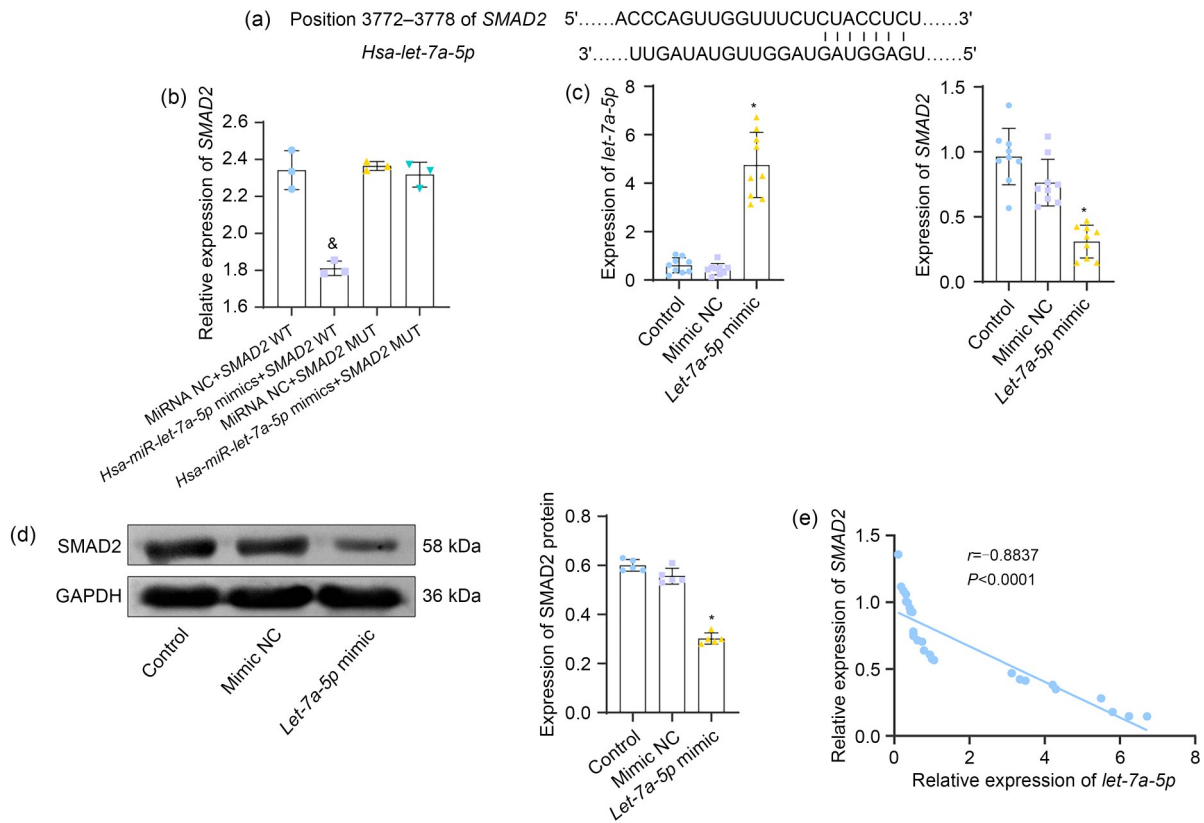 (a) Position 3772–3778 of SMAD2 5'……ACCCAGUUGGUUUCUCUACCUCU……3'
Hsa-let-7a-5p 3'……UUGAUAUGUUGGAUGAUGGAGU……5'
(b)
Relative expression of SMAD2
2.6
2.4
2.2
2.0
1.8
1.6
&
MiRNA NC+SMAD2 WT
Hsa-miR-let-7a-5p mimics+SMAD2 WT
MiRNA NC+SMAD2 MUT
Hsa-miR-let-7a-5p mimics+SMAD2 MUT
(c)
Expression of let-7a-5p
8
6
4
2
0
*
Control
Mimic NC
Let-7a-5p mimic
Expression of SMAD2
1.5
1.0
0.5
0.0
*
Control
Mimic NC
Let-7a-5p mimic
(d)
SMAD2 58 kDa
GAPDH 36 kDa
Control
Mimic NC
Let-7a-5p mimic
Expression of SMAD2 protein
0.8
0.6
0.4
0.2
0.0
*
Control
Mimic NC
Let-7a-5p mimic
(e)
Relative expression of SMAD2
1.5
1.0
0.5
0.0
r=−0.8837
P<0.0001
0 2 4 6 8
Relative expression of let-7a-5p